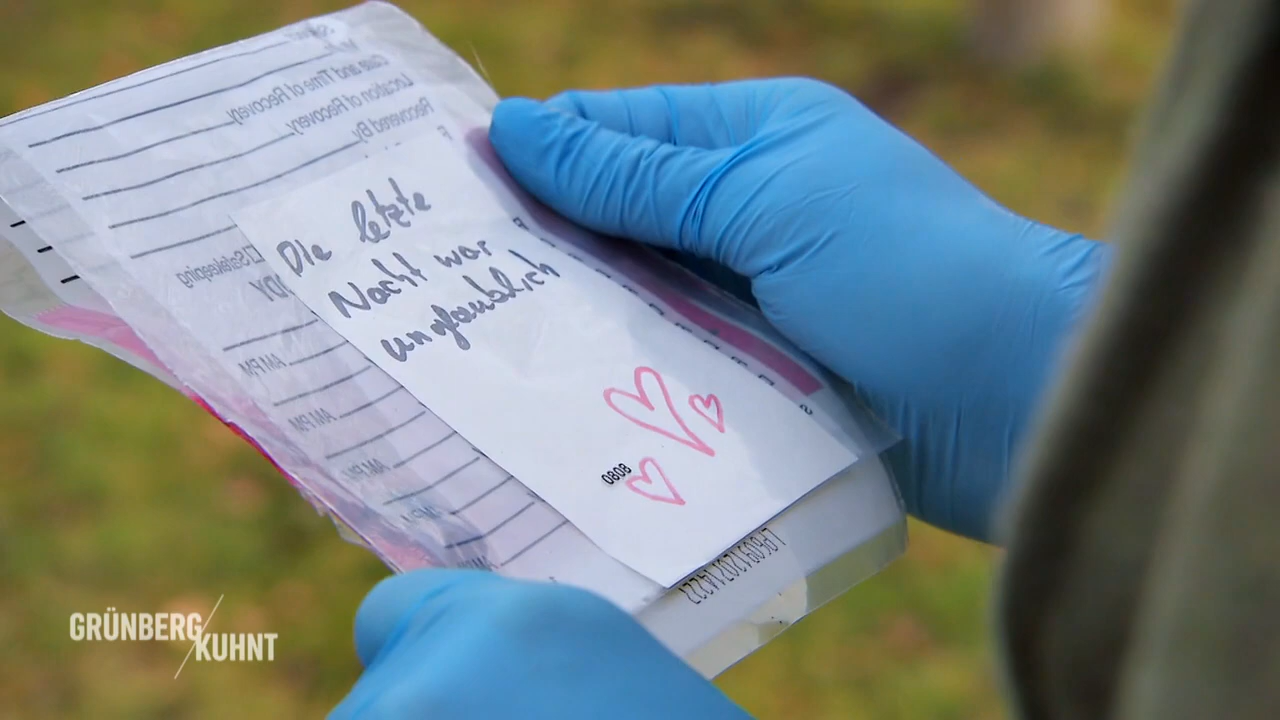 Date and Time of Recovery
Location of Recovery
Recovered By
Die letzte
Nacht war
unglaublich
Safekeeping
AM PM
AM PM
AM PM
0808
GRÜNBERG
KUHNT